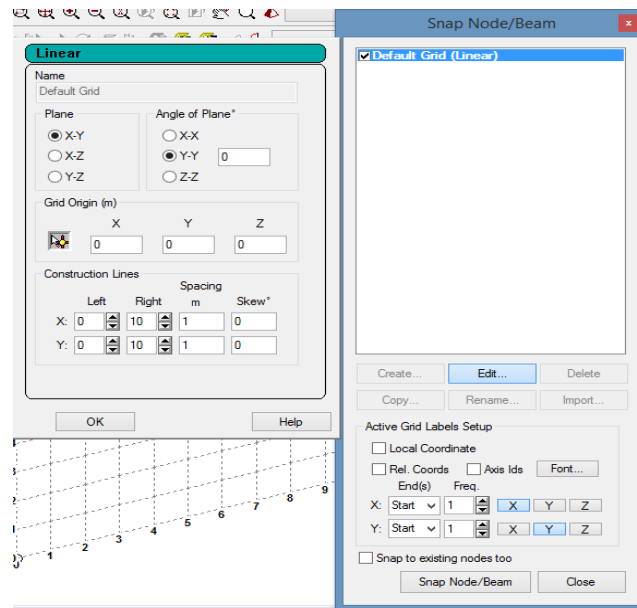 Snap Node/Beam
x
Linear
Name
Default Grid
Plane
Angle of Plane°
X-Y
X-X
X-Z
Y-Y 0
Y-Z
Z-Z
Grid Origin (m)
X Y Z
0 0 0
Construction Lines
Spacing
Left Right m Skew°
X: 0 10 1 0
Y: 0 10 1 0
OK Help
Default Grid (Linear)
Create... Edit... Delete
Copy... Rename... Import...
Active Grid Labels Setup
Local Coordinate
Rel. Coords Axis Ids Font...
End(s) Freq.
X: Start 1 X Y Z
Y: Start 1 X Y Z
Snap to existing nodes too
Snap Node/Beam Close
1 2 3 4 5 6 7 8 9